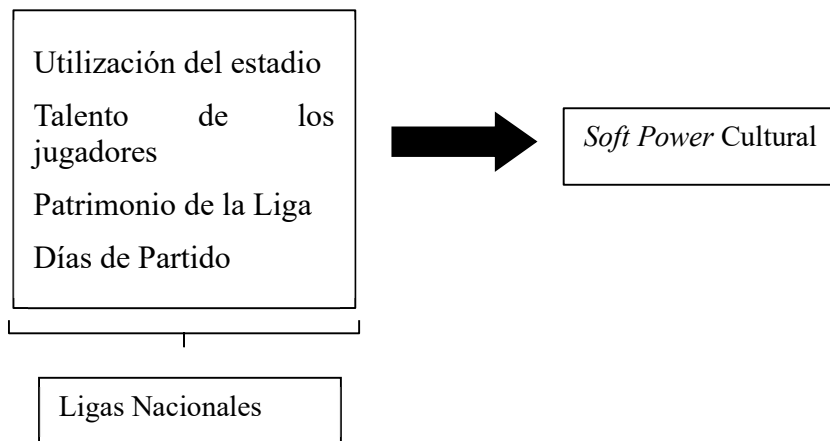 Utilización del estadio
Talento de los
jugadores
Patrimonio de la Liga
Días de Partido
Soft Power Cultural
Ligas Nacionales